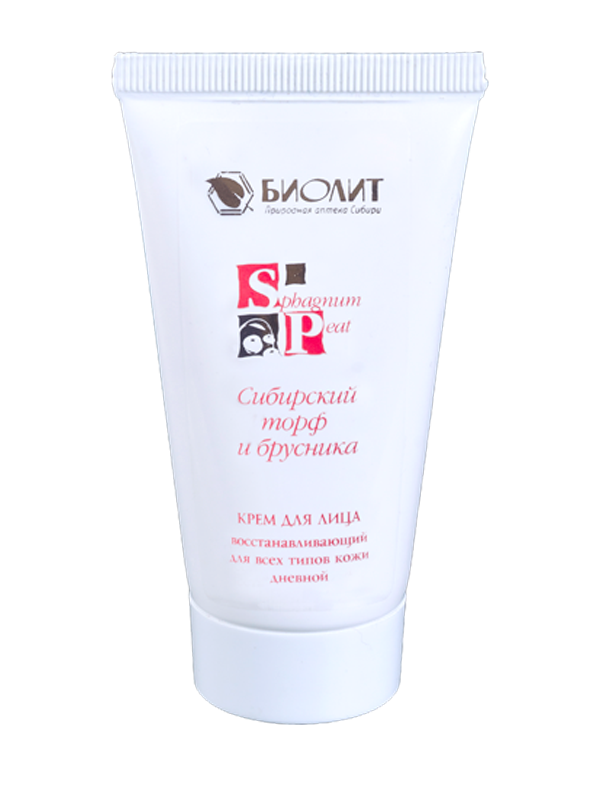 БИОЛИТ
Природная аптека Сибири
Sphagnum
Peat
Сибирский
торф
и брусника
КРЕМ ДЛЯ ЛИЦА
восстанавливающий
для всех типов кожи
дневной